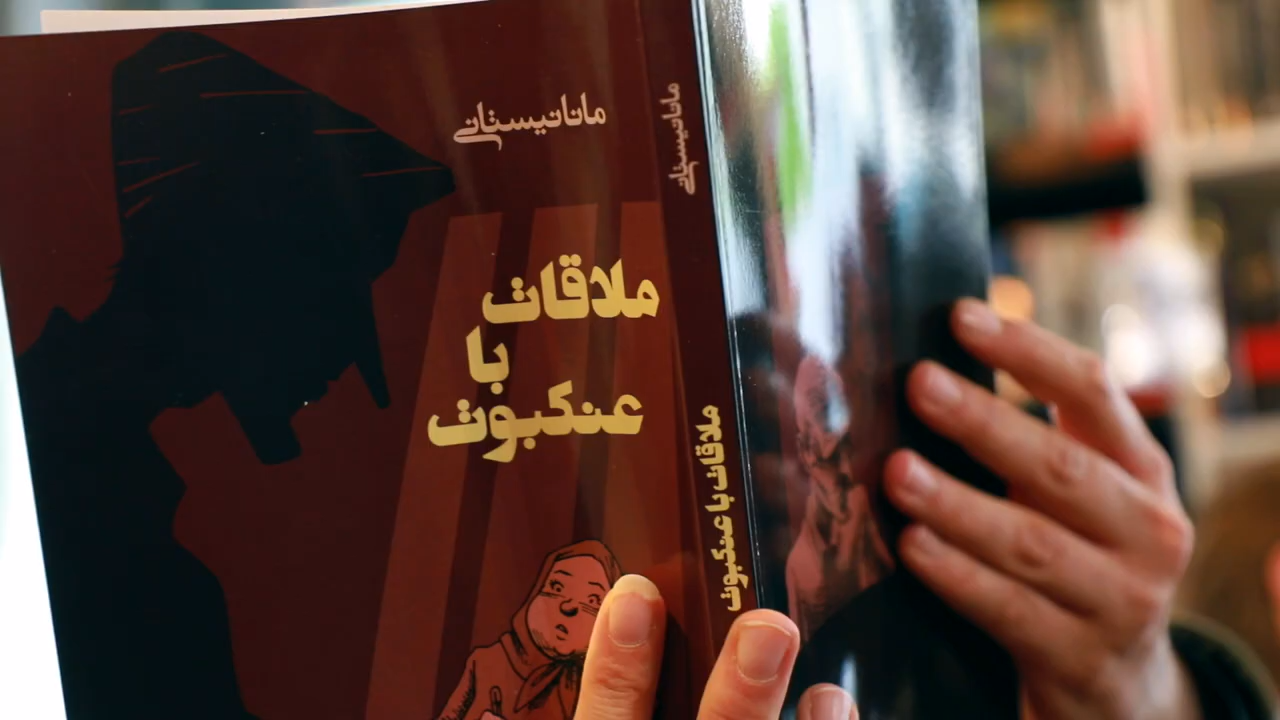 مانا نیستانی
ملاقات
با
عنکبوت
مانا نیستانی
ملاقات با عنکبوت